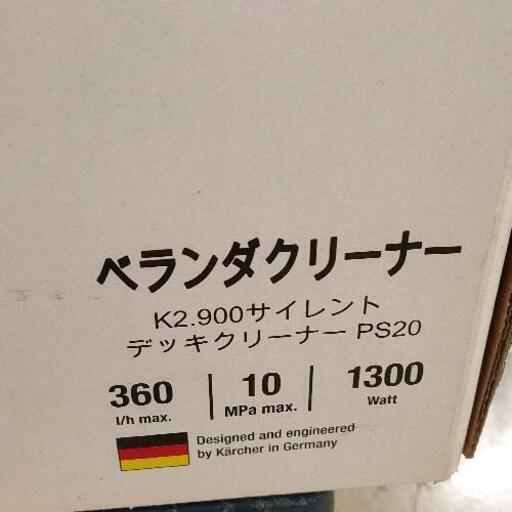 ベランダクリーナー
K2.900サイレント
デッキクリーナー PS20
360 | 10 | 1300
l/h max. MPa max. Watt
Designed and engineered
by Kärcher in Germany